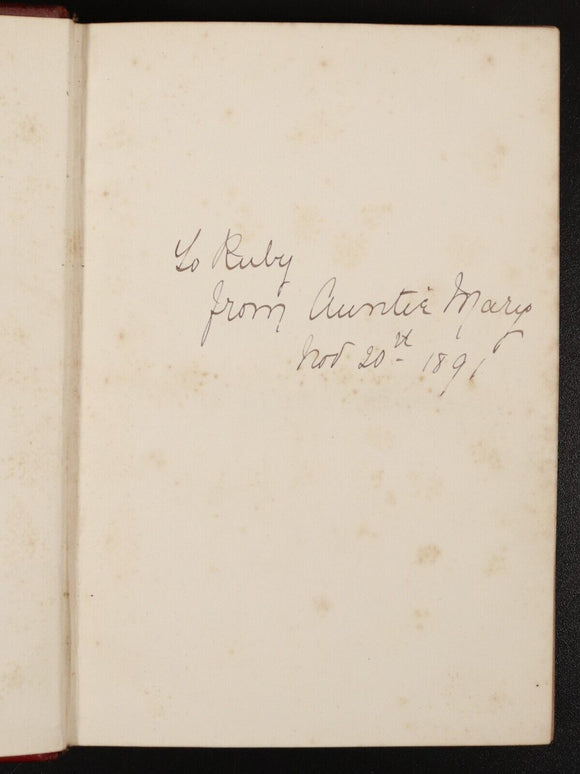 To Ruby
from Auntie Mary
Nov 20th 1891